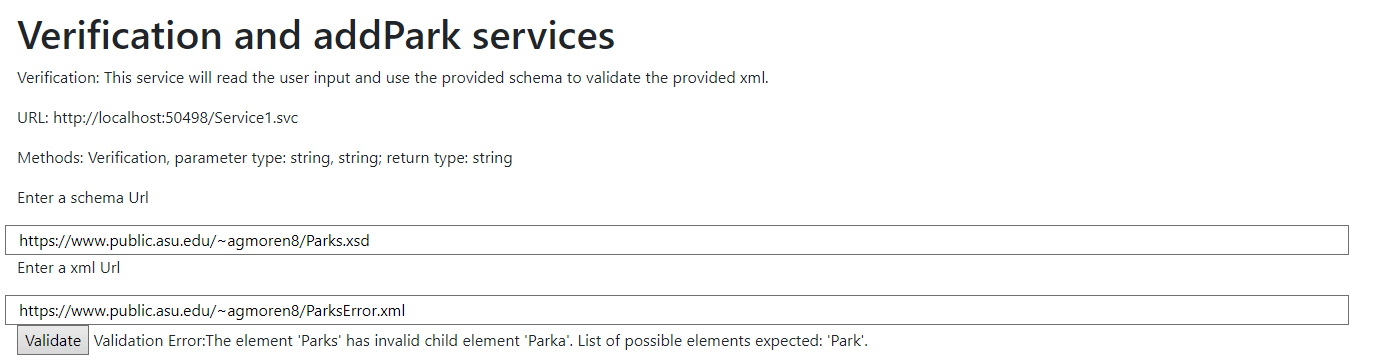 Verification and addPark services
Verification: This service will read the user input and use the provided schema to validate the provided xml.
URL: http://localhost:50498/Service1.svc
Methods: Verification, parameter type: string, string; return type: string
Enter a schema Url
https://www.public.asu.edu/~agmoren8/Parks.xsd
Enter a xml Url
https://www.public.asu.edu/~agmoren8/ParksError.xml
Validate Validation Error:The element 'Parks' has invalid child element 'Parka'. List of possible elements expected: 'Park'.